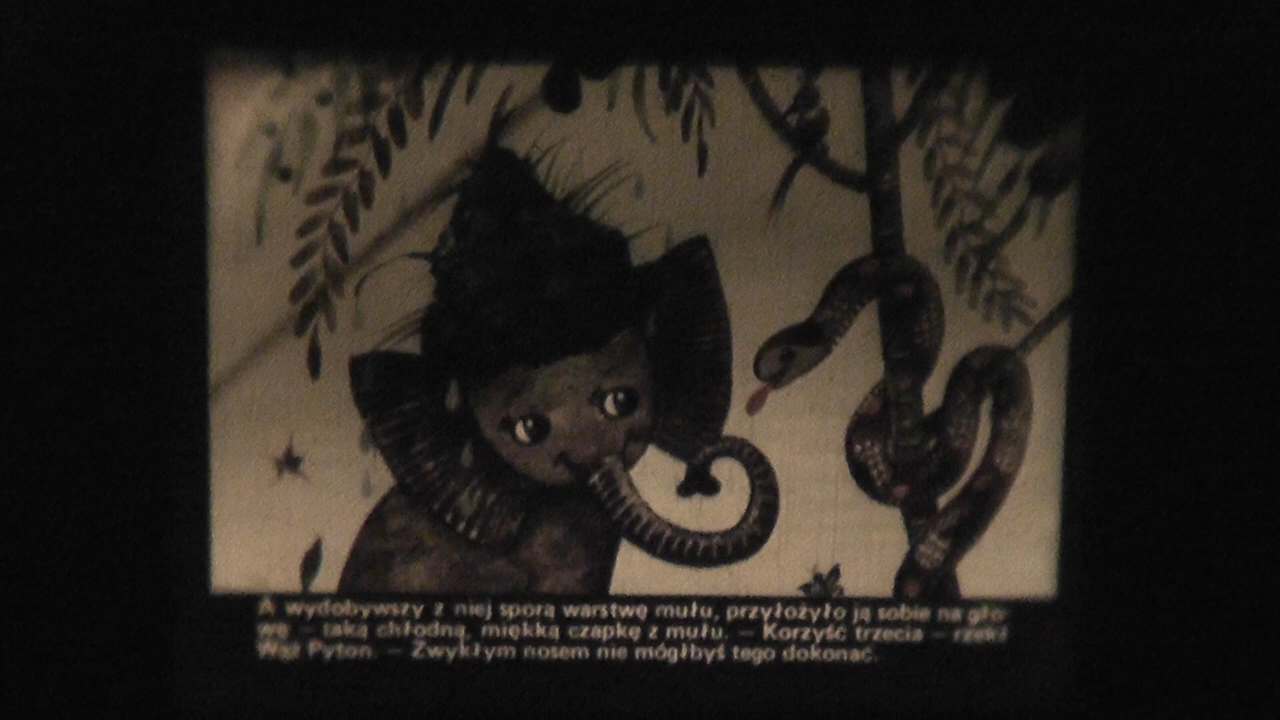 A wydobywszy z niej sporą warstwę mułu, przyłożyło ją sobie na gło-
wę — taką chłodną, miękką czapkę z mułu. — Korzyść trzecia — rzekł
Wąż Pyton. — Zwykłym nosem nie mógłbyś tego dokonać.